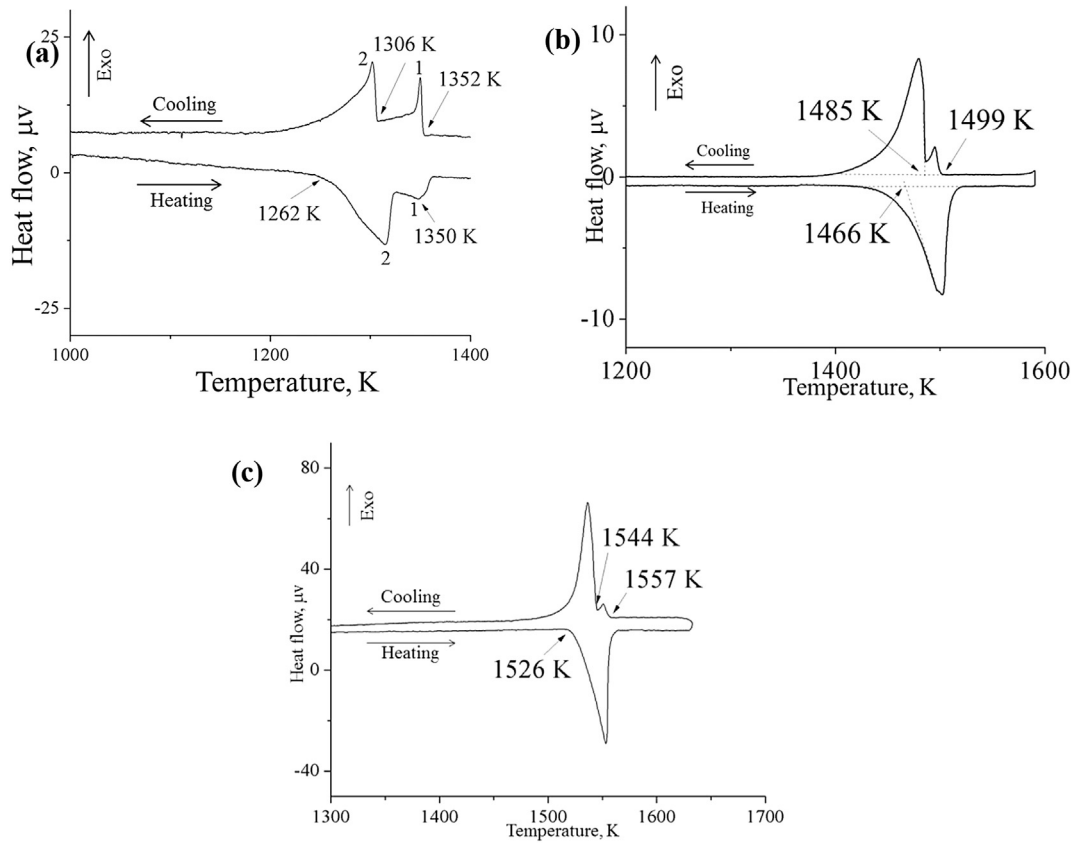 (a)
25
0
-25
Heat flow, μv
Exo
Cooling
Heating
2
1306 K
1
1352 K
1262 K
1
1350 K
2
1000
1200
1400
Temperature, K
(b)
10
0
-10
Heat flow, μv
Exo
Cooling
Heating
1485 K
1499 K
1466 K
1200
1400
1600
Temperature, K
(c)
80
40
0
-40
Heat flow, μv
Exo
Cooling
Heating
1544 K
1557 K
1526 K
1300
1400
1500
1600
1700
Temperature, K